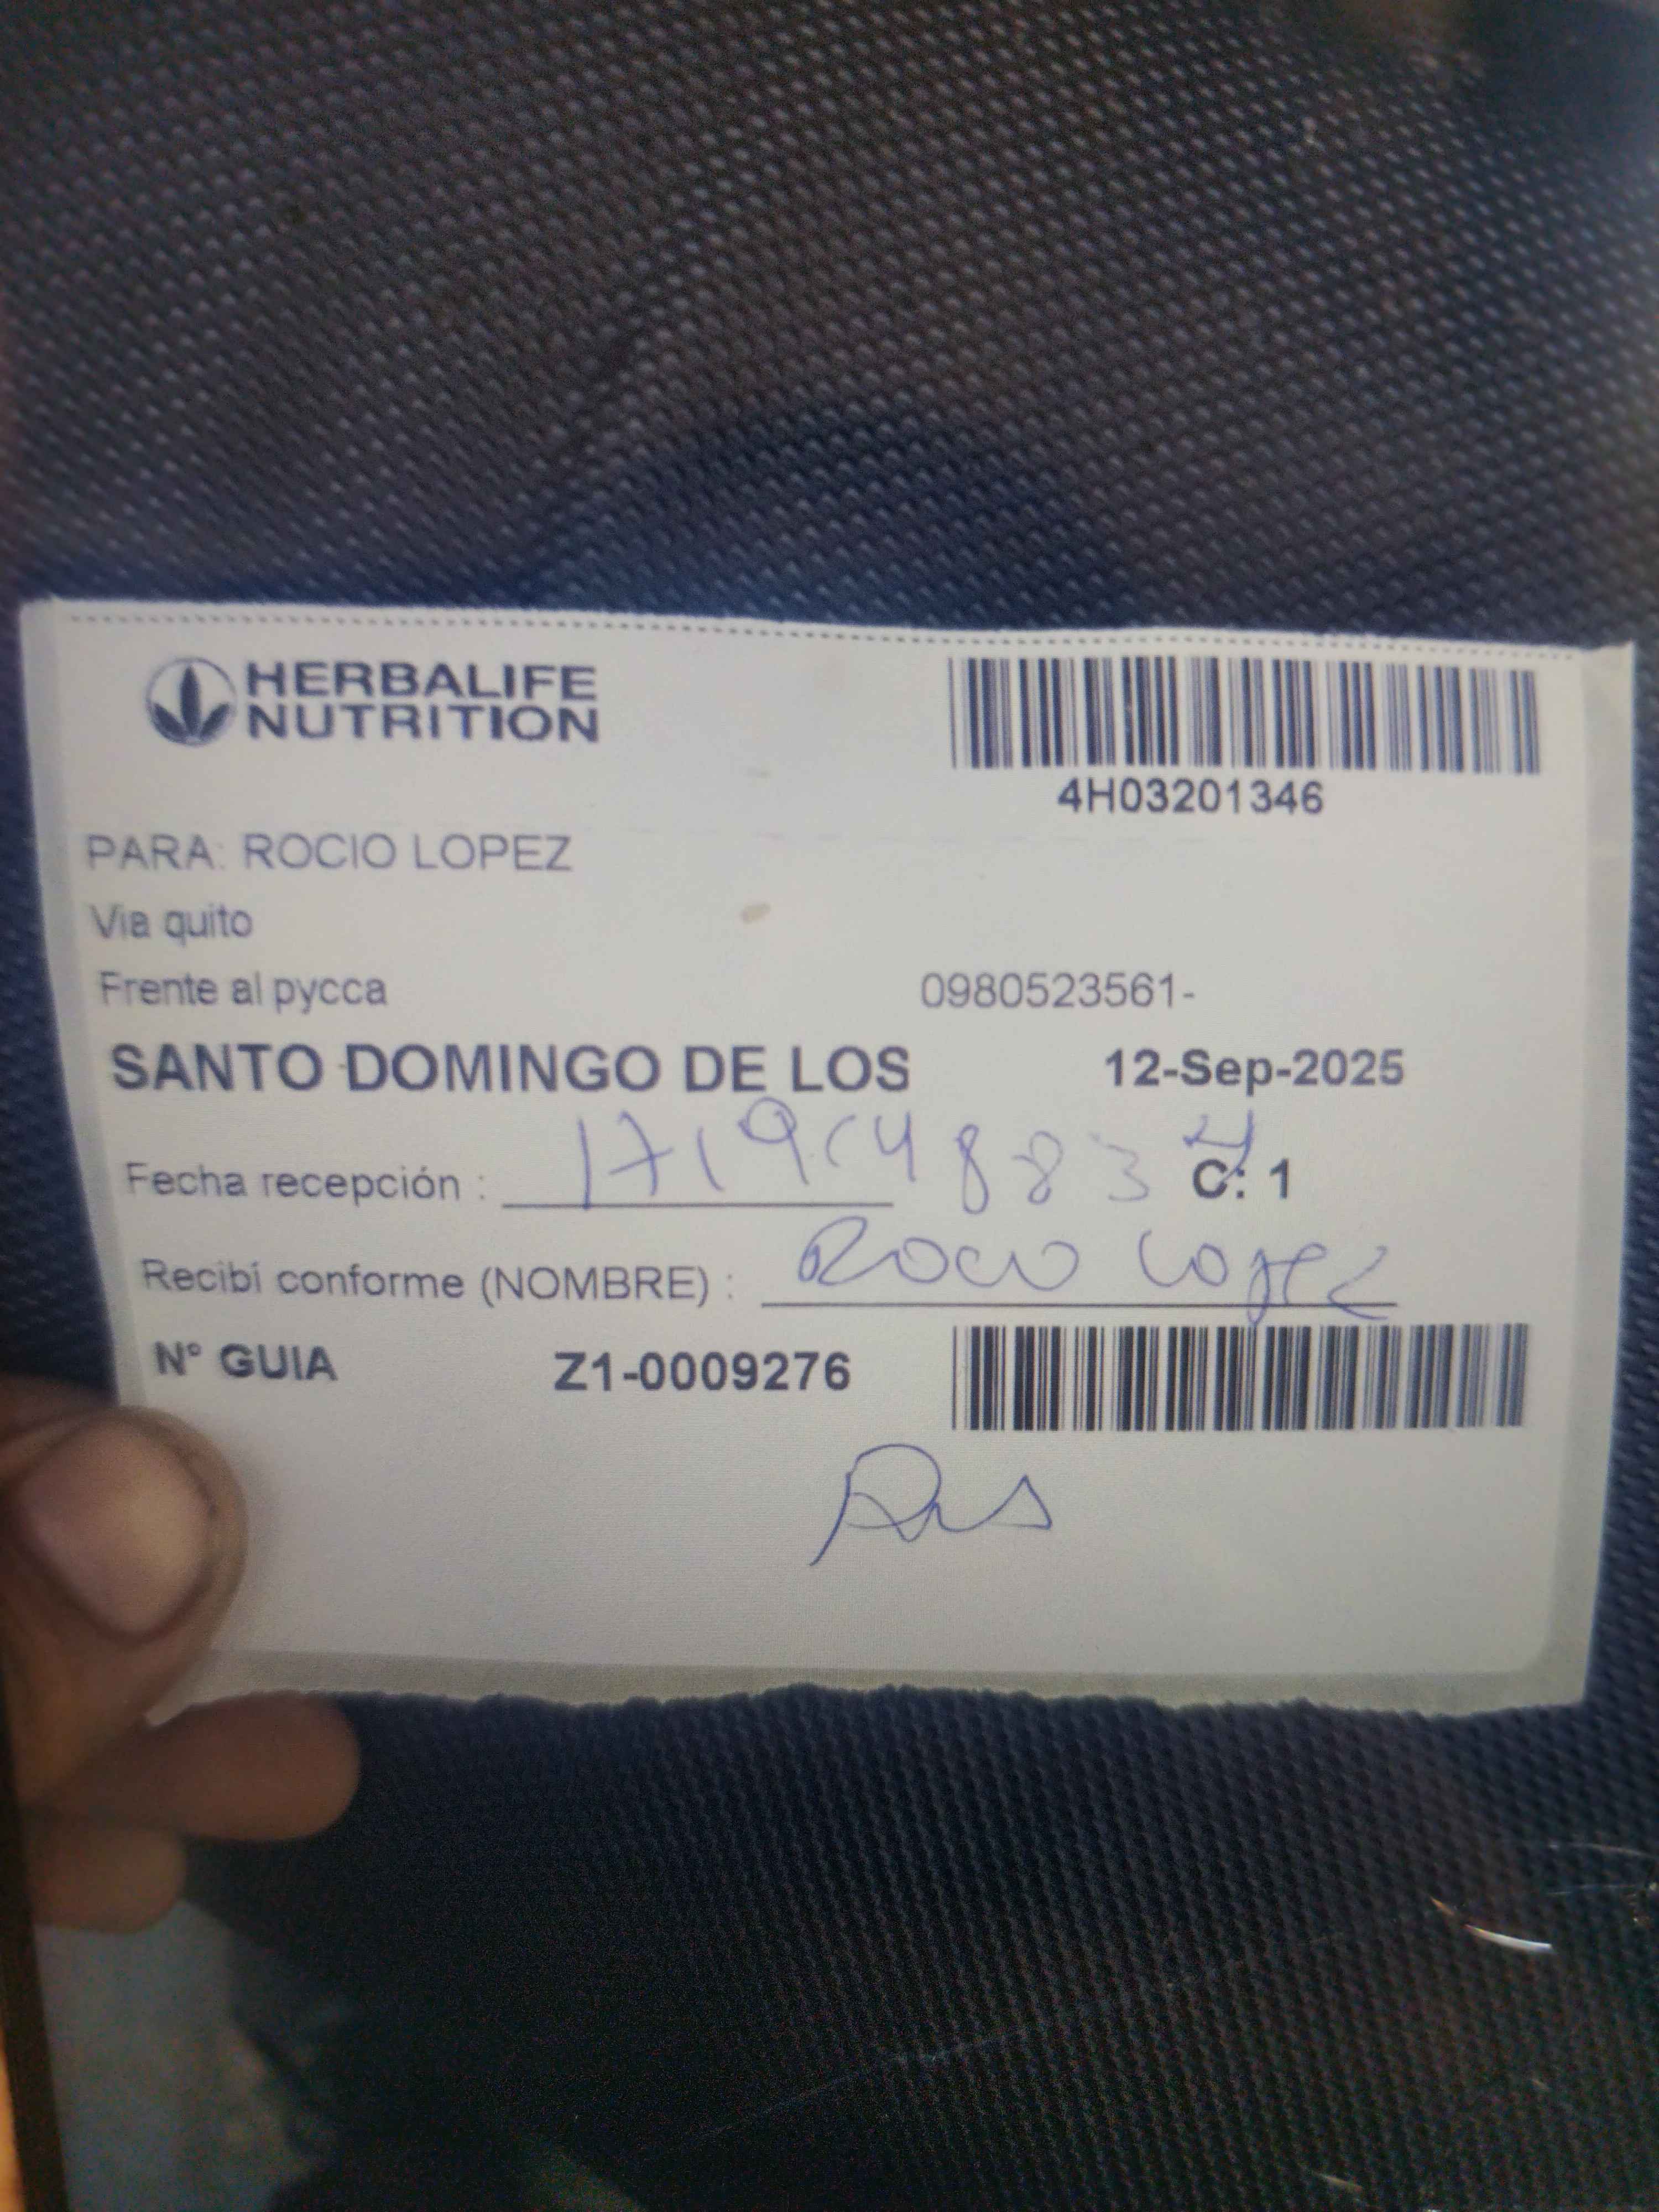 HERBALIFE
NUTRITION
4H03201346
PARA: ROCIO LOPEZ
Via quito
Frente al pycca 0980523561-
SANTO DOMINGO DE LOS 12-Sep-2025
Fecha recepción : C: 1
Recibí conforme (NOMBRE) : Rocio Lopez
N° GUIA Z1-0009276